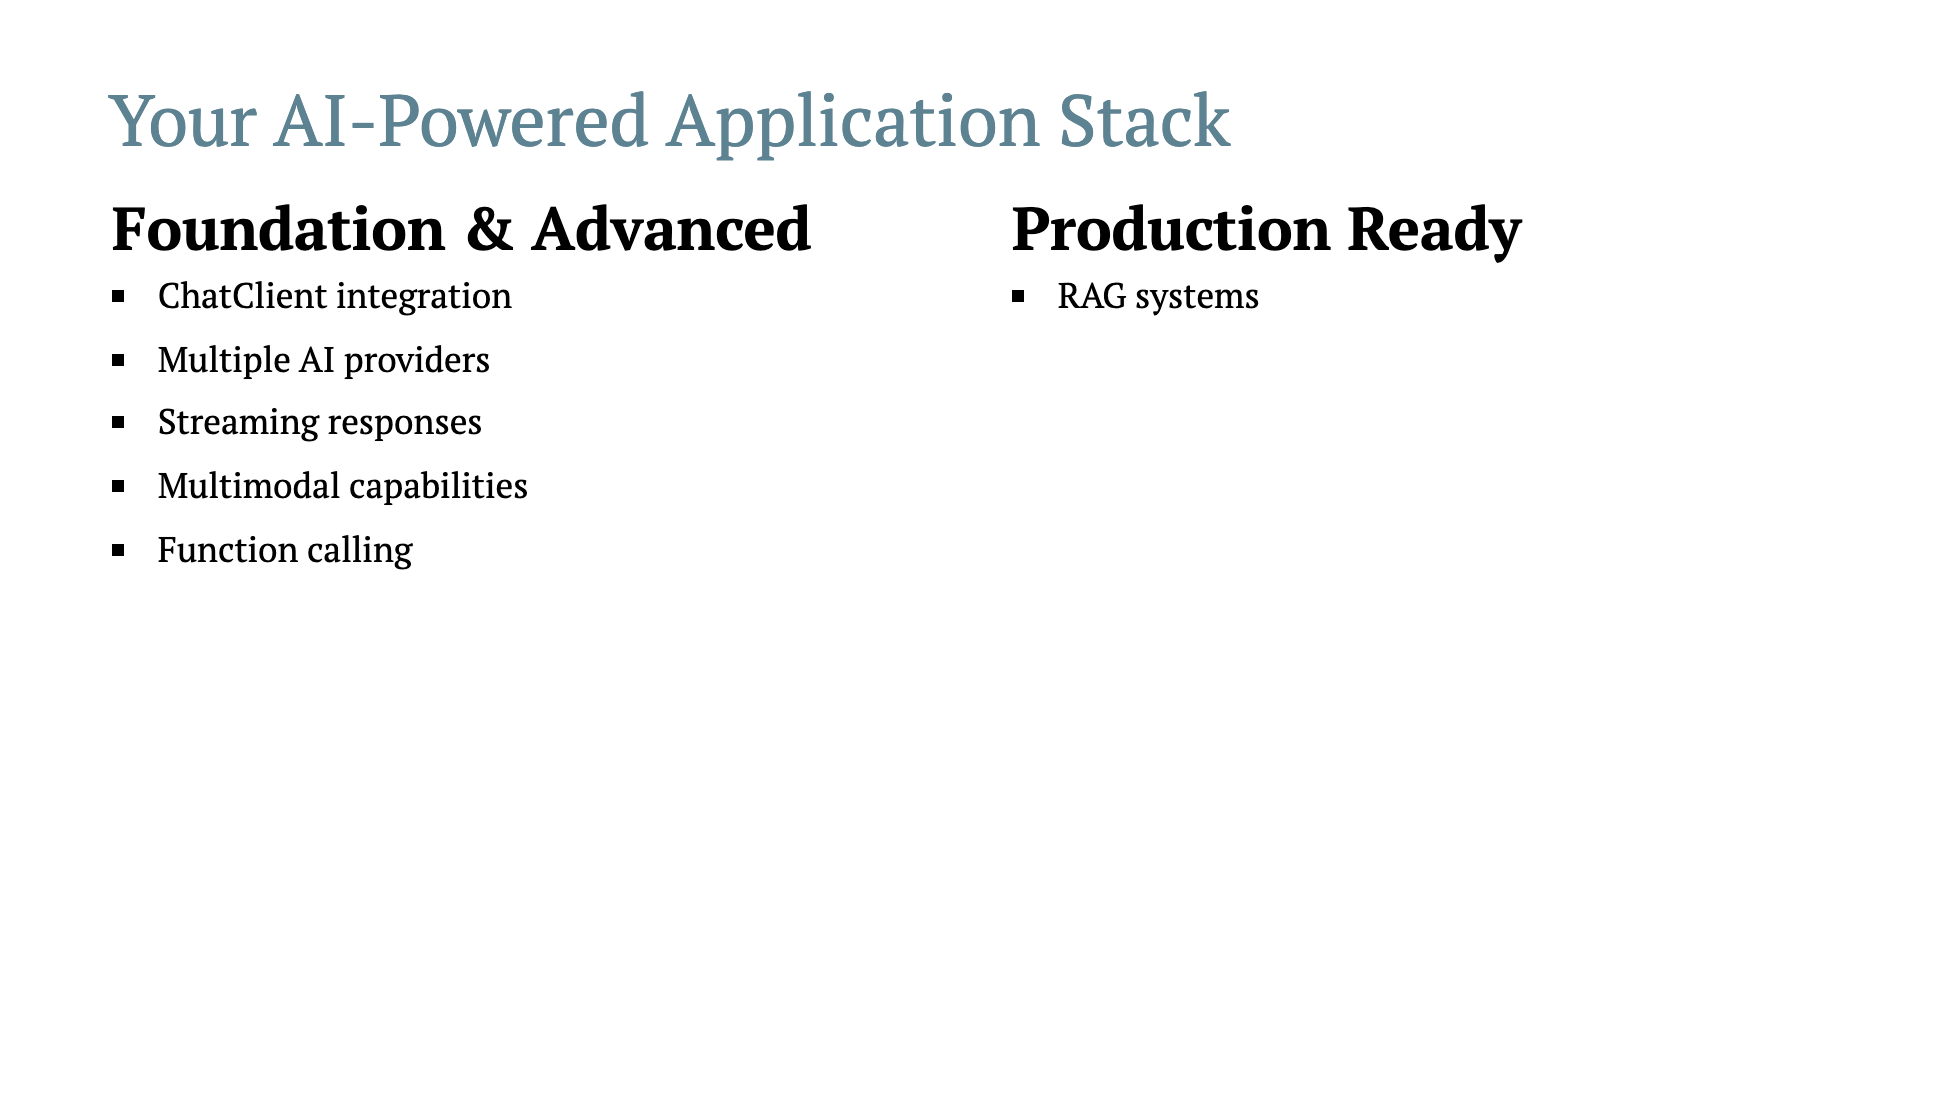 Your AI-Powered Application Stack
Foundation & Advanced
▪ ChatClient integration
▪ Multiple AI providers
▪ Streaming responses
▪ Multimodal capabilities
▪ Function calling
Production Ready
▪ RAG systems